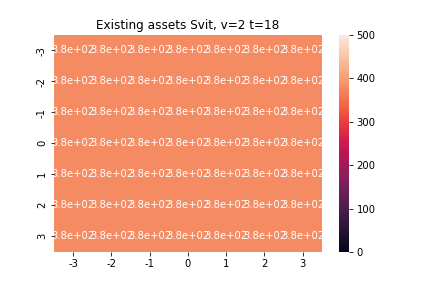 Existing assets Svit, v=2 t=18
-3 3.8e+02 3.8e+02 3.8e+02 3.8e+02 3.8e+02 3.8e+02 3.8e+02
-2 3.8e+02 3.8e+02 3.8e+02 3.8e+02 3.8e+02 3.8e+02 3.8e+02
-1 3.8e+02 3.8e+02 3.8e+02 3.8e+02 3.8e+02 3.8e+02 3.8e+02
0 3.8e+02 3.8e+02 3.8e+02 3.8e+02 3.8e+02 3.8e+02 3.8e+02
1 3.8e+02 3.8e+02 3.8e+02 3.8e+02 3.8e+02 3.8e+02 3.8e+02
2 3.8e+02 3.8e+02 3.8e+02 3.8e+02 3.8e+02 3.8e+02 3.8e+02
3 3.8e+02 3.8e+02 3.8e+02 3.8e+02 3.8e+02 3.8e+02 3.8e+02
-3 -2 -1 0 1 2 3
500
400
300
200
100
0